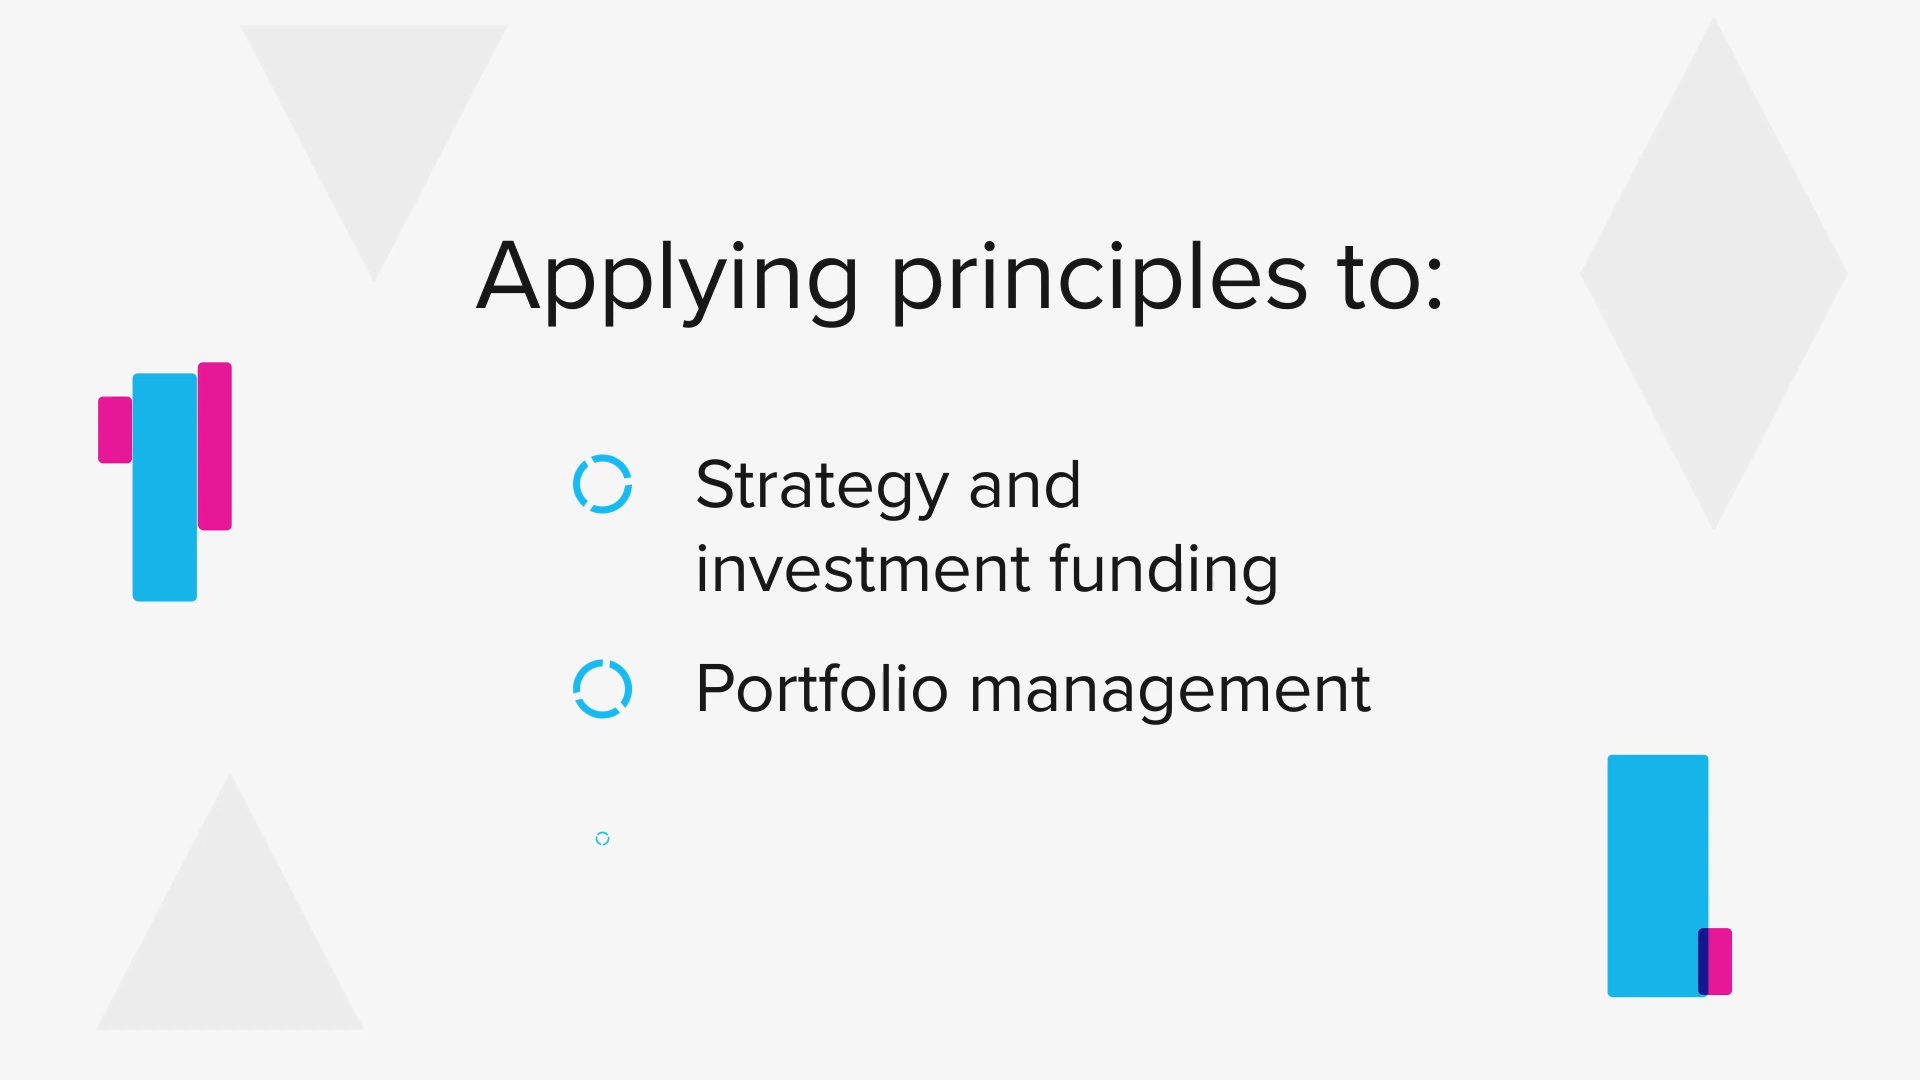 Applying principles to:
Strategy and
investment funding
Portfolio management